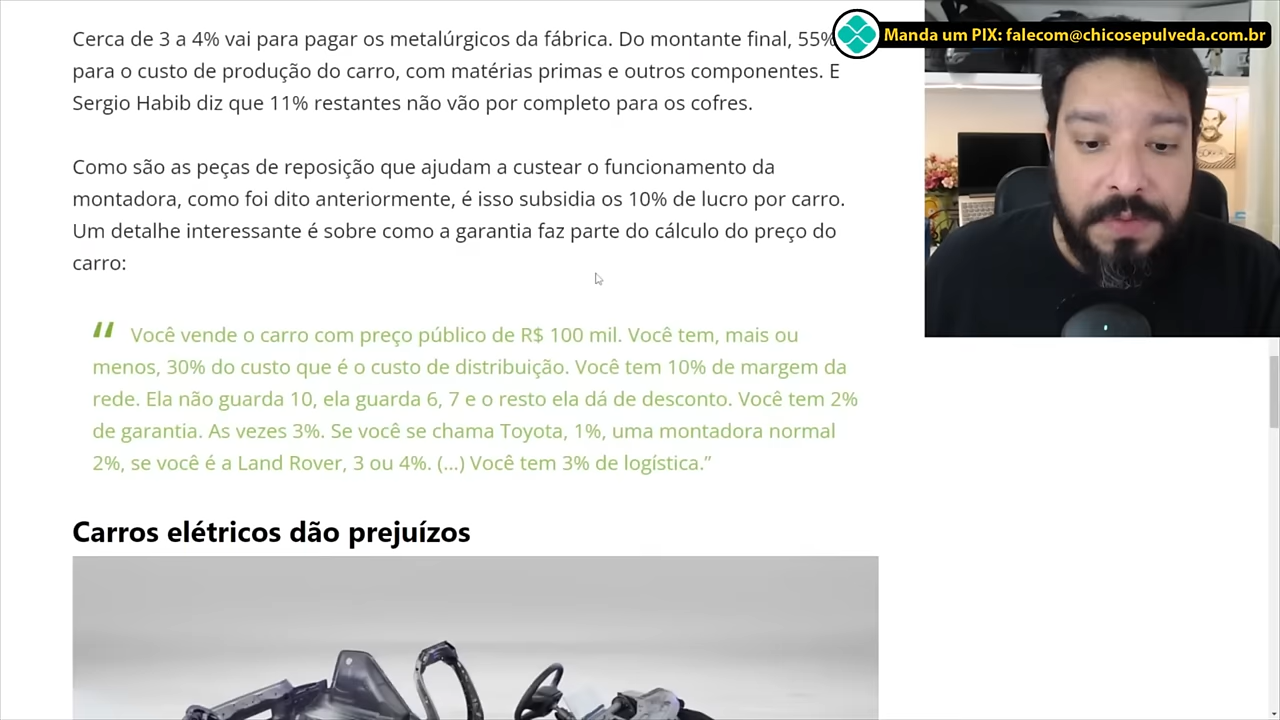 Manda um PIX: falecom@chicosepulveda.com.br
Cerca de 3 a 4% vai para pagar os metalúrgicos da fábrica. Do montante final, 55%
para o custo de produção do carro, com matérias primas e outros componentes. E
Sergio Habib diz que 11% restantes não vão por completo para os cofres.
Como são as peças de reposição que ajudam a custear o funcionamento da
montadora, como foi dito anteriormente, é isso subsidia os 10% de lucro por carro.
Um detalhe interessante é sobre como a garantia faz parte do cálculo do preço do
carro:
“ Você vende o carro com preço público de R$ 100 mil. Você tem, mais ou
menos, 30% do custo que é o custo de distribuição. Você tem 10% de margem da
rede. Ela não guarda 10, ela guarda 6, 7 e o resto ela dá de desconto. Você tem 2%
de garantia. As vezes 3%. Se você se chama Toyota, 1%, uma montadora normal
2%, se você é a Land Rover, 3 ou 4%. (...) Você tem 3% de logística.”
Carros elétricos dão prejuízos